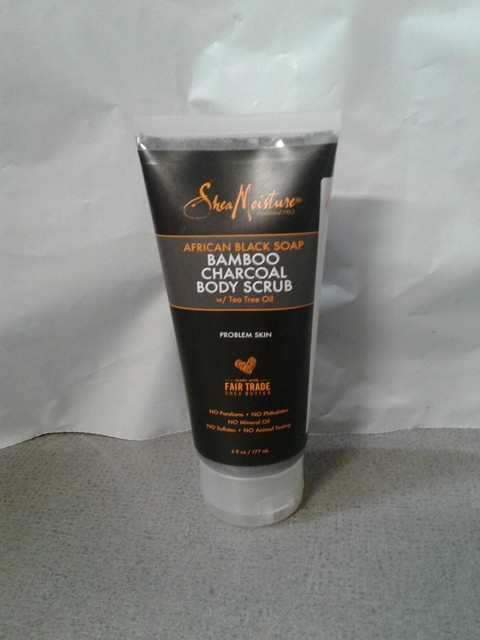 SheaMoisture®
Established 1912
AFRICAN BLACK SOAP
BAMBOO
CHARCOAL
BODY SCRUB
w/ Tea Tree Oil
PROBLEM SKIN
MADE WITH
FAIR TRADE
SHEA BUTTER
NO Parabens • NO Phthalates
NO Mineral Oil
NO Sulfates • NO Animal Testing
6 fl oz / 177 ml